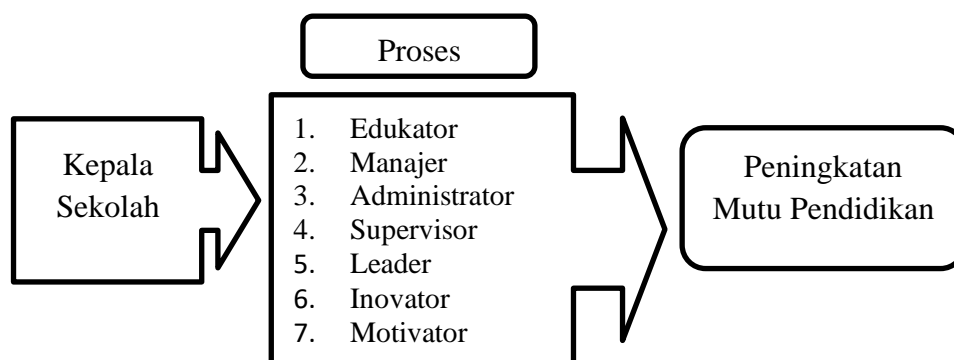 Proses
Kepala
Sekolah
1. Edukator
2. Manajer
3. Administrator
4. Supervisor
5. Leader
6. Inovator
7. Motivator
Peningkatan
Mutu Pendidikan